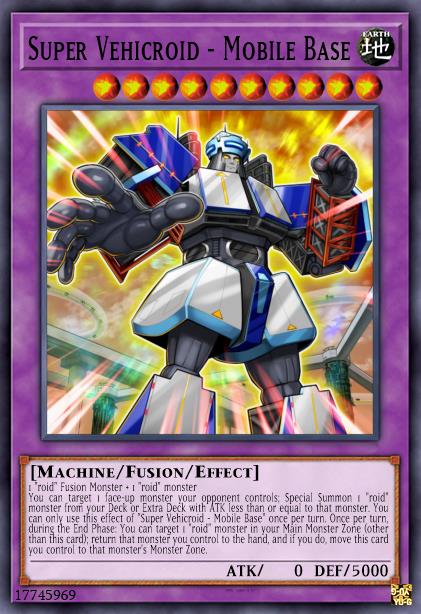 SUPER VEHICROID - MOBILE BASE
EARTH
地
[MACHINE/FUSION/EFFECT]
1 "roid" Fusion Monster + 1 "roid" monster
You can target 1 face-up monster your opponent controls; Special Summon 1 "roid"
monster from your Deck or Extra Deck with ATK less than or equal to that monster. You
can only use this effect of "Super Vehicroid - Mobile Base" once per turn. Once per turn,
during the End Phase: You can target 1 "roid" monster in your Main Monster Zone (other
than this card); return that monster you control to the hand, and if you do, move this card
you control to that monster's Monster Zone.
ATK/ 0 DEF/5000
17745969